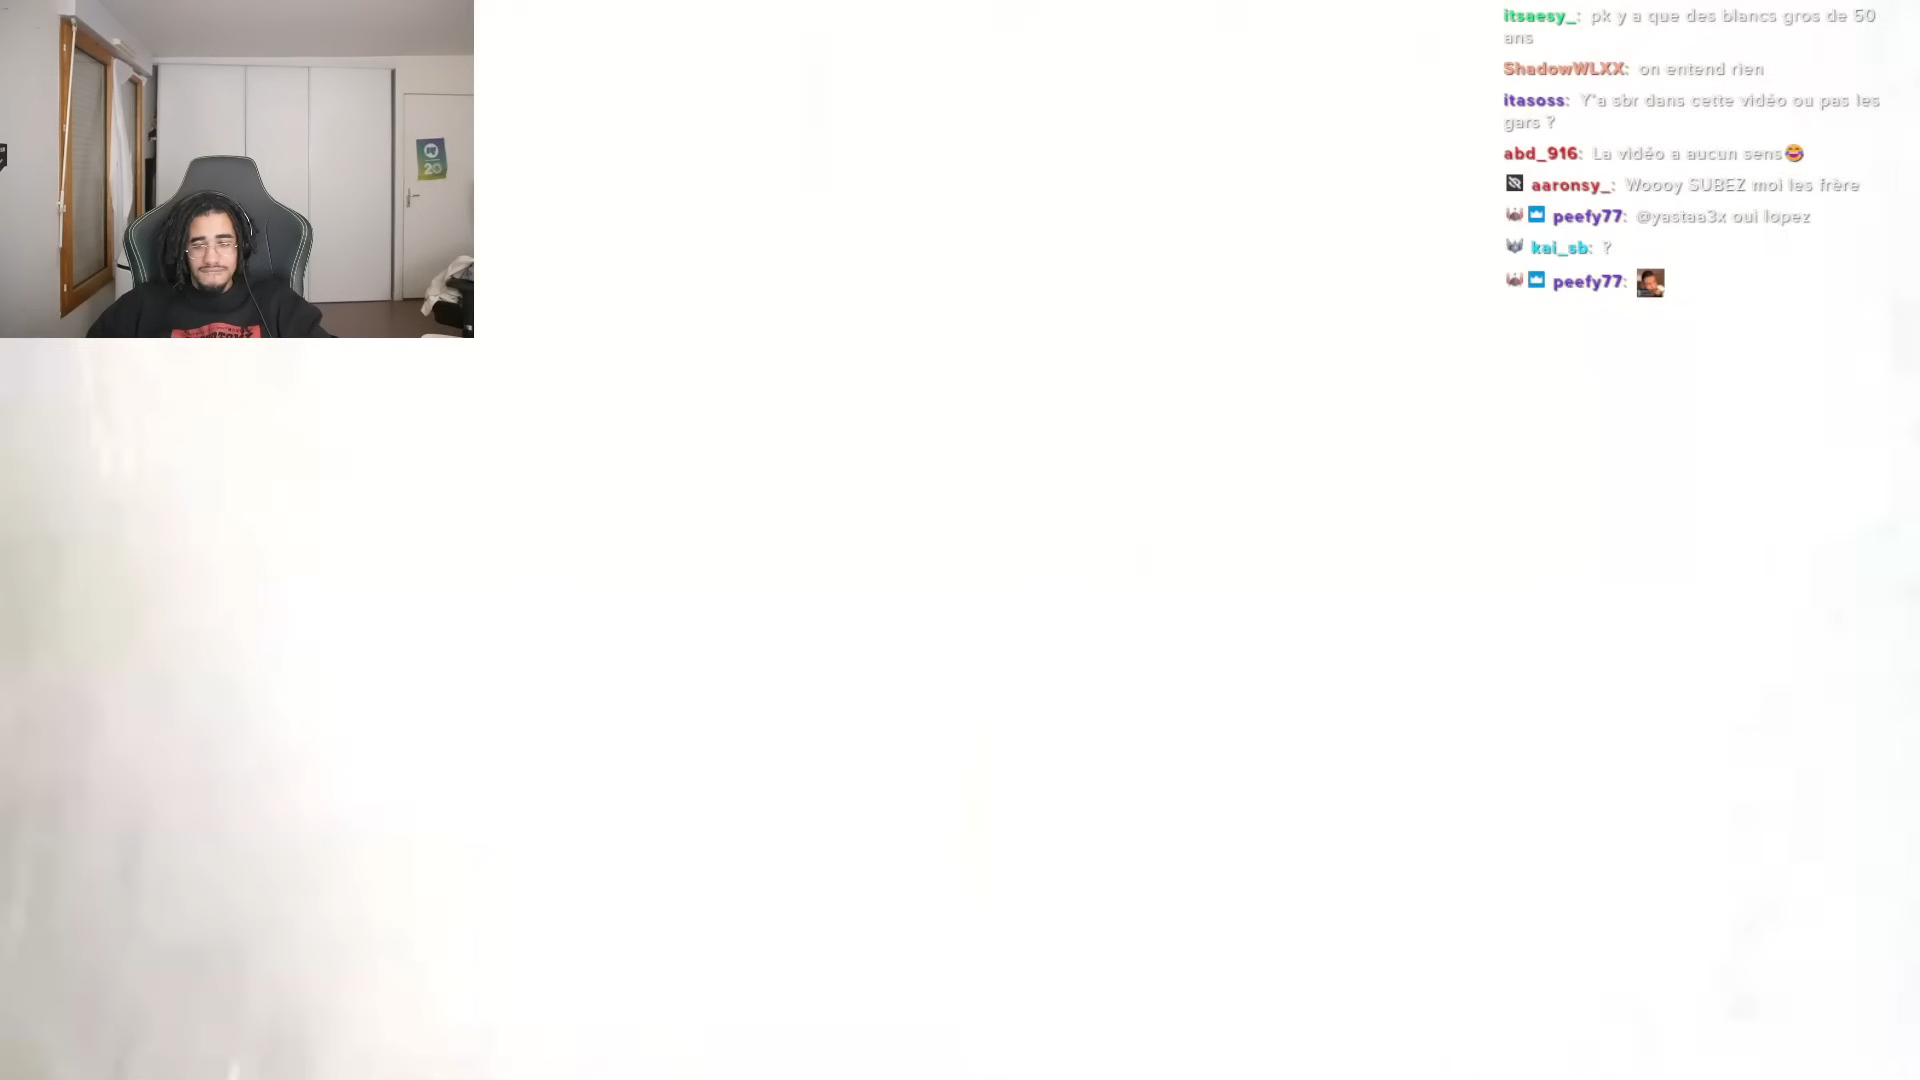 itsaesy_: pk y a que des blancs gros de 50
ans
ShadowWLXX: on entend rien
itasoss: Y'a sbr dans cette vidéo ou pas les
gars ?
abd_916: La vidéo a aucun sens😂
aaronsy_: Woooy SUBEZ moi les frère
peefy77: @yastaa3x oui lopez
kai_sb: ?
peefy77:
20